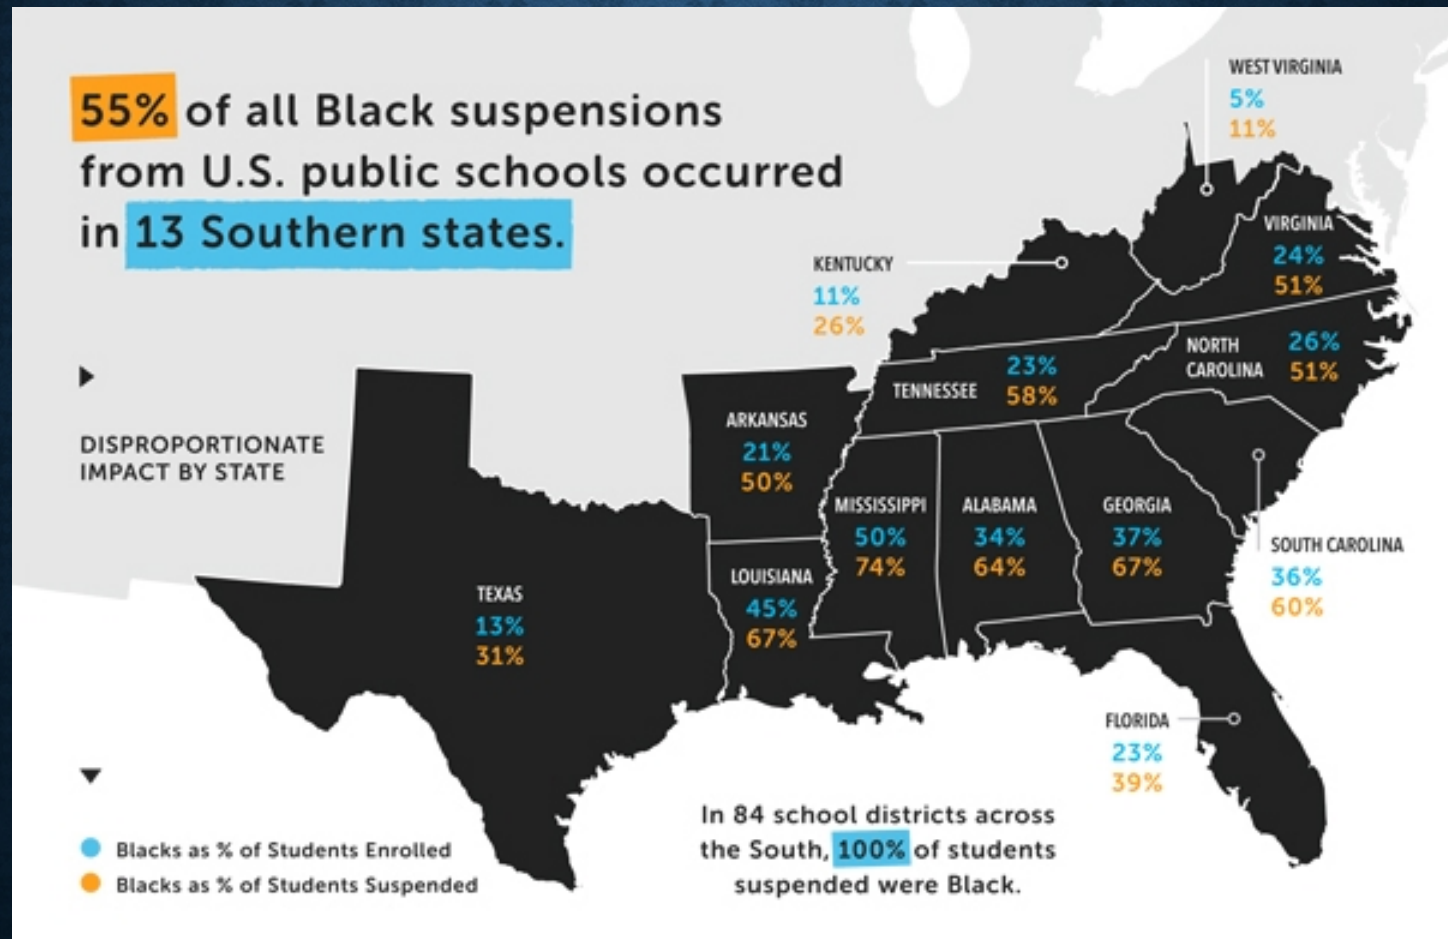 55% of all Black suspensions
from U.S. public schools occurred
in 13 Southern states.
DISPROPORTIONATE
IMPACT BY STATE
WEST VIRGINIA
5%
11%
VIRGINIA
24%
51%
KENTUCKY
11%
26%
NORTH
CAROLINA
26%
51%
TENNESSEE
23%
58%
ARKANSAS
21%
50%
MISSISSIPPI
50%
74%
ALABAMA
34%
64%
GEORGIA
37%
67%
SOUTH CAROLINA
36%
60%
LOUISIANA
45%
67%
TEXAS
13%
31%
FLORIDA
23%
39%
Blacks as % of Students Enrolled
Blacks as % of Students Suspended
In 84 school districts across
the South, 100% of students
suspended were Black.